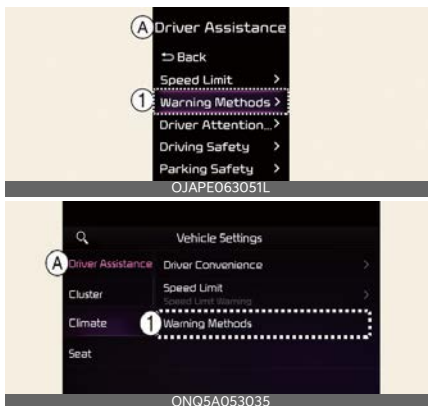 A Driver Assistance
Back
Speed Limit >
1 Warning Methods >
Driver Attention... >
Driving Safety >
Parking Safety >
OJAPE063051L
Vehicle Settings
A Driver Assistance Driver Convenience >
Cluster Speed Limit >
Speed Limit Warning
Climate 1 Warning Methods
Seat
ONQ5A053035